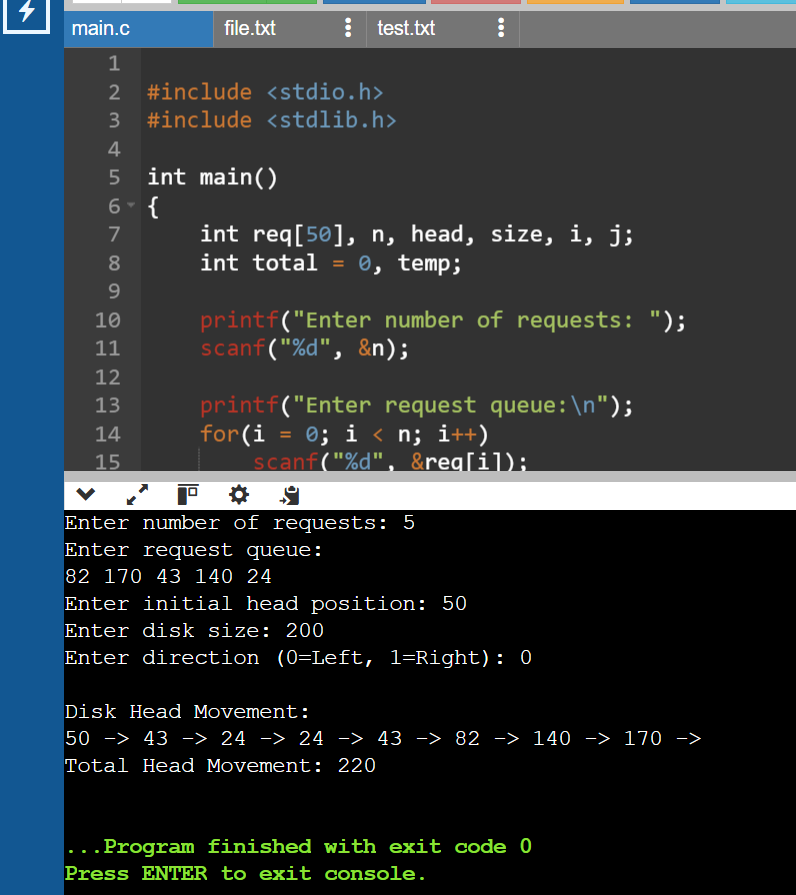 main.c file.txt test.txt
1
2 #include <stdio.h>
3 #include <stdlib.h>
4
5 int main()
6 {
7 int req[50], n, head, size, i, j;
8 int total = 0, temp;
9
10 printf("Enter number of requests: ");
11 scanf("%d", &n);
12
13 printf("Enter request queue:\n");
14 for(i = 0; i < n; i++)
15 scanf("%d", &req[i]);
Enter number of requests: 5
Enter request queue:
82 170 43 140 24
Enter initial head position: 50
Enter disk size: 200
Enter direction (0=Left, 1=Right): 0
Disk Head Movement:
50 -> 43 -> 24 -> 24 -> 43 -> 82 -> 140 -> 170 ->
Total Head Movement: 220
...Program finished with exit code 0
Press ENTER to exit console.